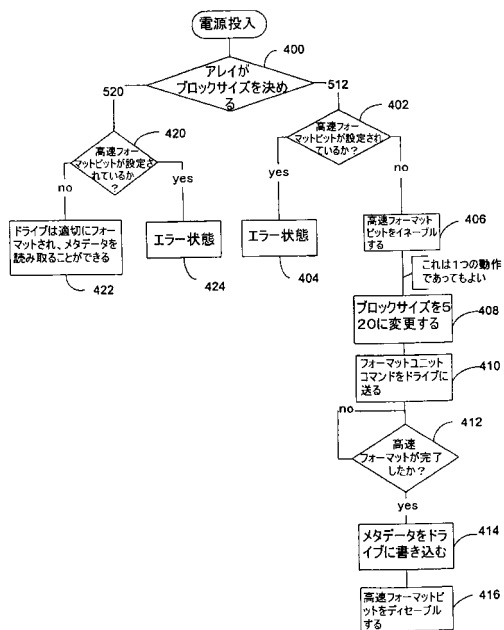 電源投入
400
アレイが
ブロックサイズを決め
る
520
512
420
高速フォー
マットビットが設定さ
れているか
?
no
yes
402
高速フォー
マットビットが設定され
ているか?
yes
no
ドライブは適切にフォー
マットされ、メタデータを
読み取ることができる
422
エラー状態
424
エラー状態
404
高速フォーマット
ビットをイネーブル
する
406
これは1つの動作
であってもよい
ブロックサイズを5
20に変更する
408
フォーマットユニット
コマンドをドライブに
送る
410
no
412
高速
フォーマットが完了
したか?
yes
メタデータをドラ
イブに書き込む
414
高速フォーマットビ
ットをディセーブル
する
416